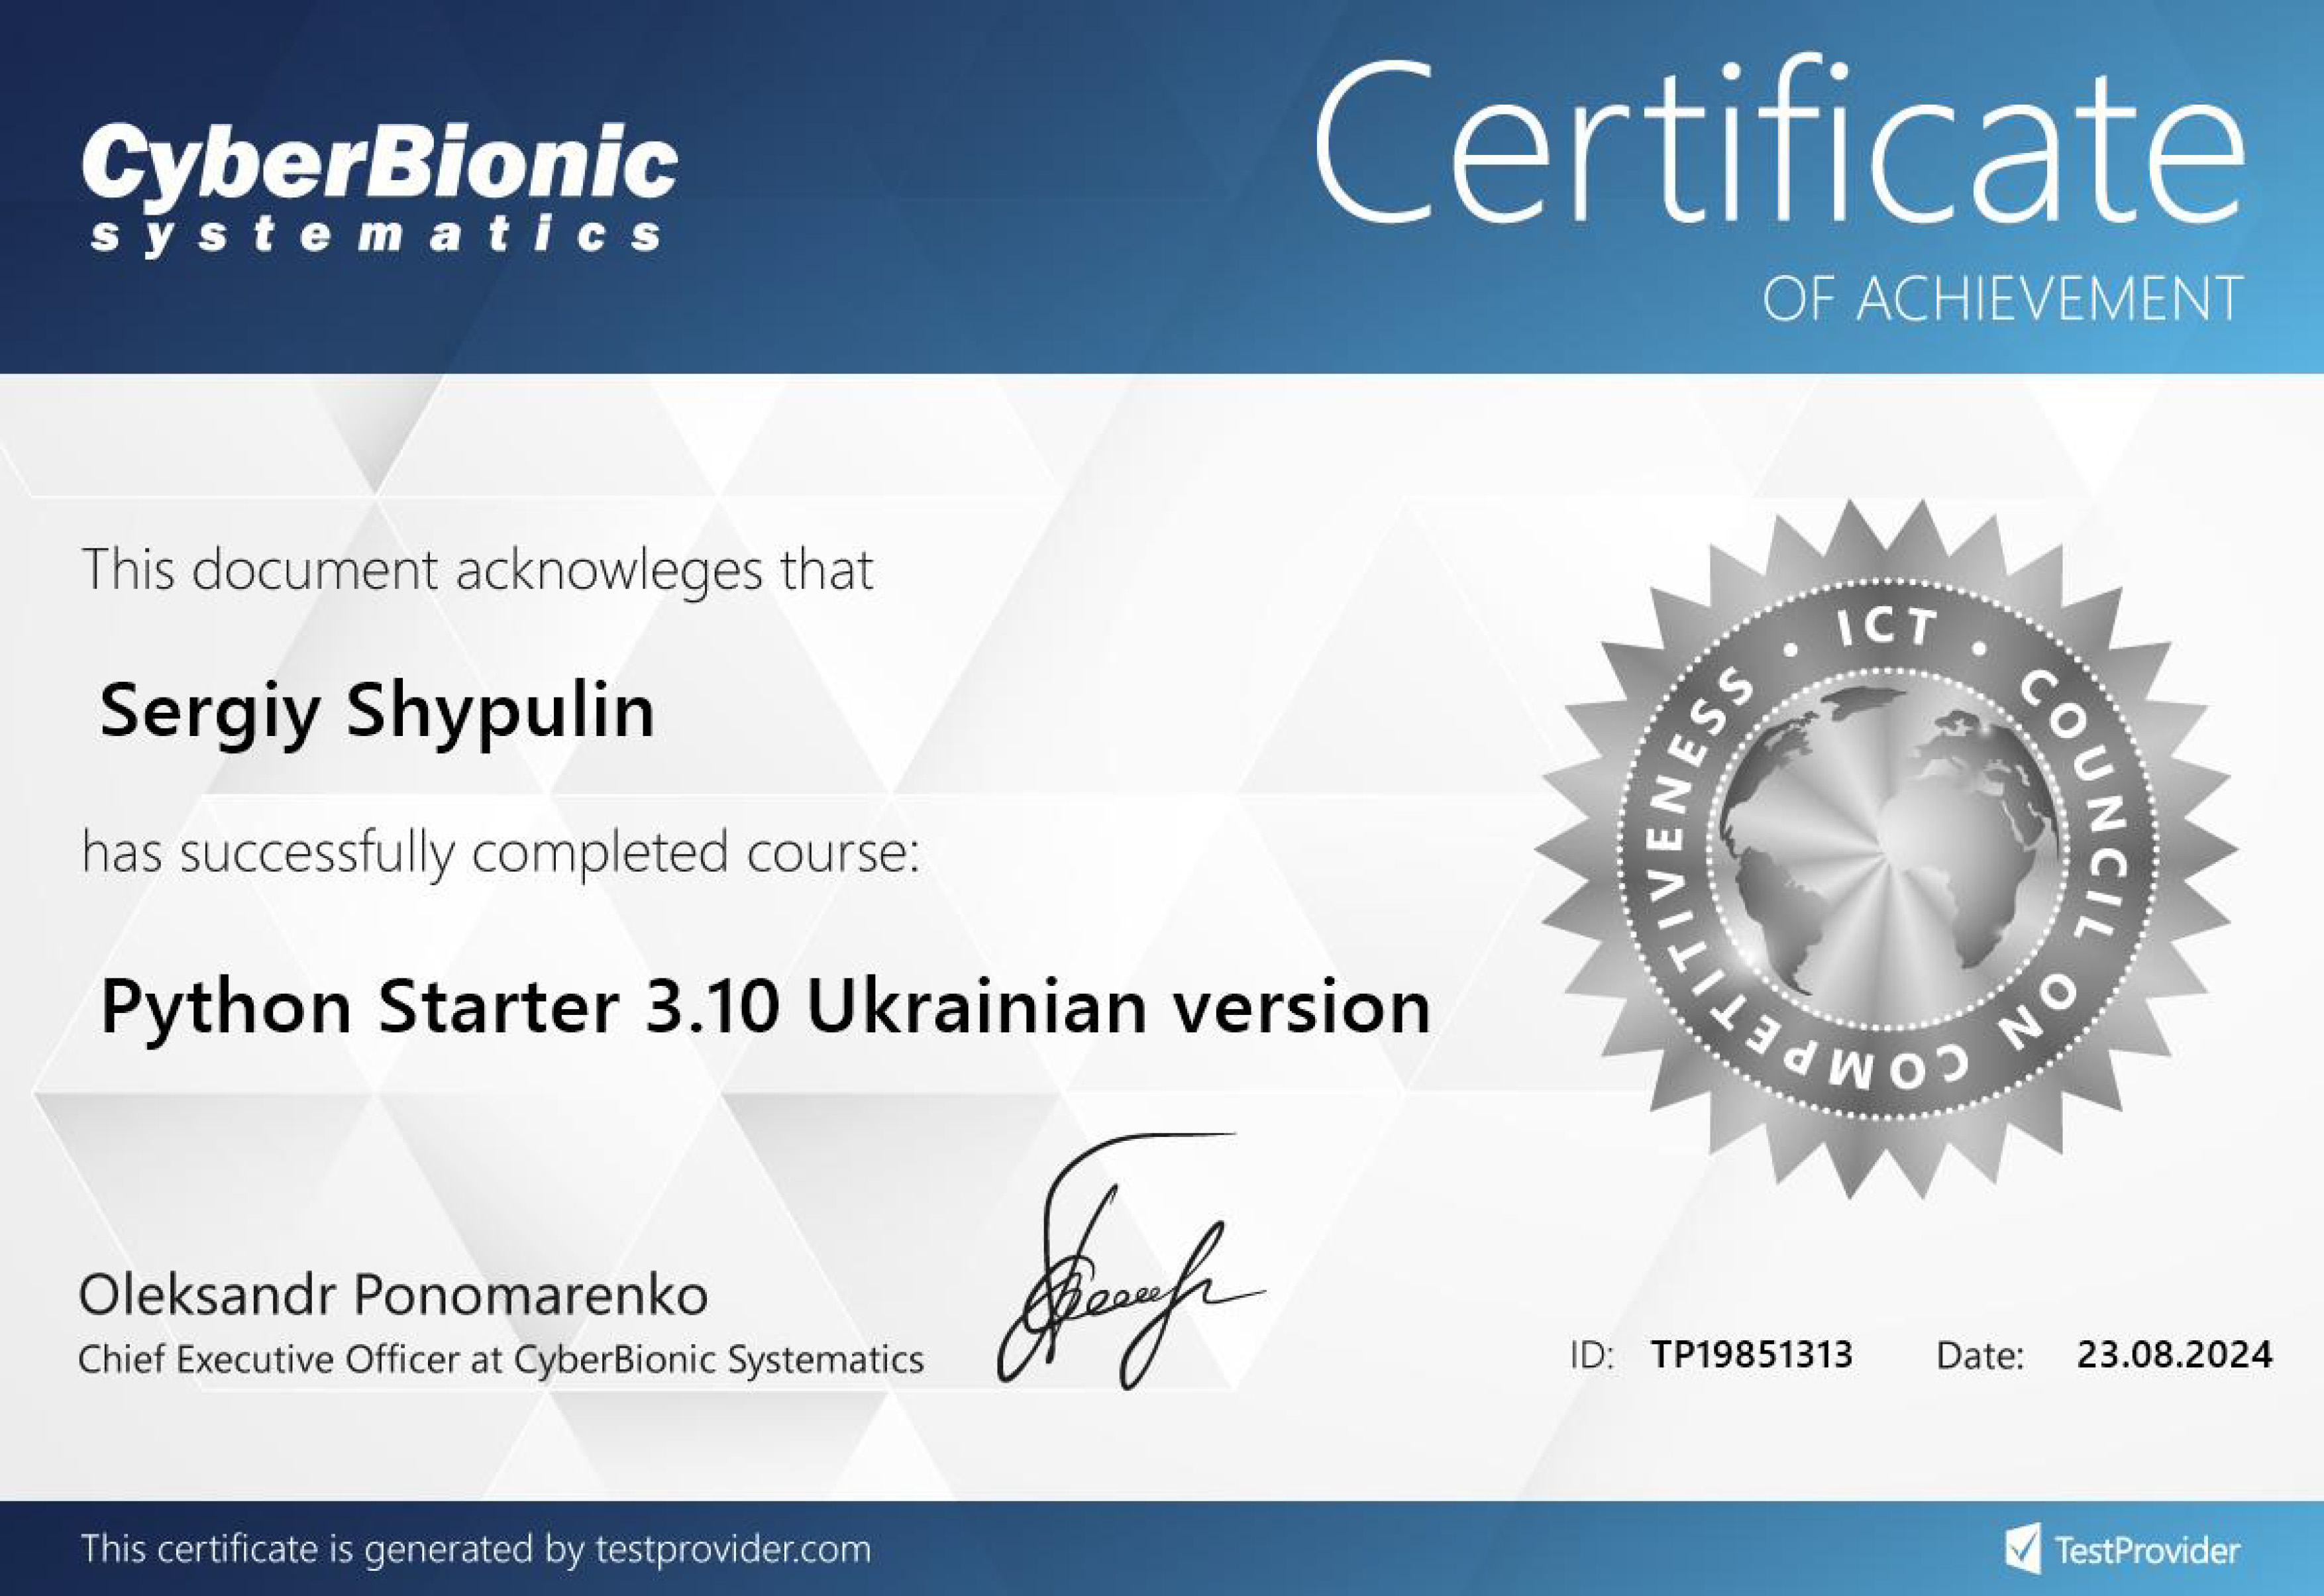 CyberBionic
systematics
Certificate
OF ACHIEVEMENT
This document acknowleges that
Sergiy Shypulin
has successfully completed course:
Python Starter 3.10 Ukrainian version
ICT • COUNCIL ON COMPETITIVENESS •
Oleksandr Ponomarenko
Chief Executive Officer at CyberBionic Systematics
ID: TP19851313 Date: 23.08.2024
This certificate is generated by testprovider.com
TestProvider